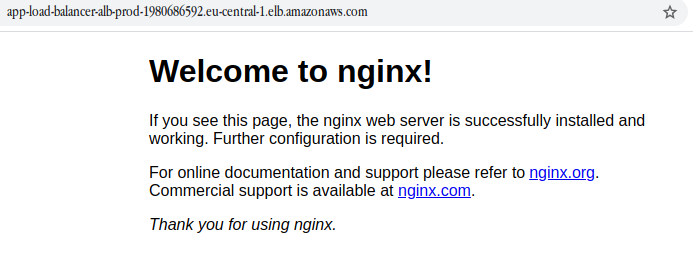 app-load-balancer-alb-prod-1980686592.eu-central-1.elb.amazonaws.com
Welcome to nginx!
If you see this page, the nginx web server is successfully installed and
working. Further configuration is required.
For online documentation and support please refer to nginx.org.
Commercial support is available at nginx.com.
Thank you for using nginx.